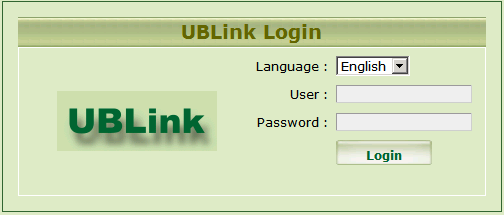 UBLink Login
Language : English
User :
UBLink
Password :
Login